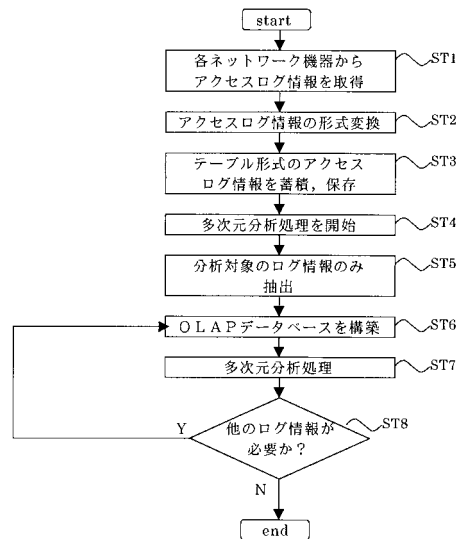 start
各ネットワーク機器から
アクセスログ情報を取得
ST1
アクセスログ情報の形式変換
ST2
テーブル形式のアクセス
ログ情報を蓄積，保存
ST3
多次元分析処理を開始
ST4
分析対象のログ情報のみ
抽出
ST5
ＯＬＡＰデータベースを構築
ST6
多次元分析処理
ST7
他のログ情報が
必要か？
ST8
Y
N
end